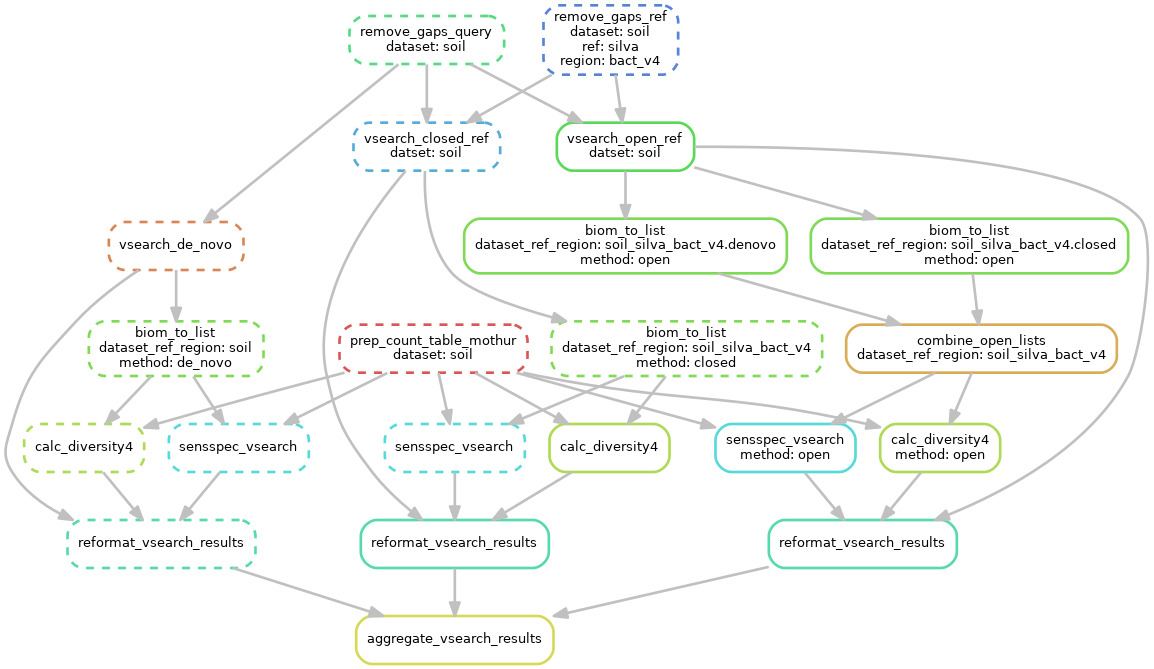 remove_gaps_query
dataset: soil
remove_gaps_ref
dataset: soil
ref: silva
region: bact_v4
vsearch_closed_ref
datset: soil
vsearch_open_ref
datset: soil
vsearch_de_novo
biom_to_list
dataset_ref_region: soil_silva_bact_v4.denovo
method: open
biom_to_list
dataset_ref_region: soil_silva_bact_v4.closed
method: open
biom_to_list
dataset_ref_region: soil
method: de_novo
prep_count_table_mothur
dataset: soil
biom_to_list
dataset_ref_region: soil_silva_bact_v4
method: closed
combine_open_lists
dataset_ref_region: soil_silva_bact_v4
calc_diversity4
sensspec_vsearch
sensspec_vsearch
calc_diversity4
sensspec_vsearch
method: open
calc_diversity4
method: open
reformat_vsearch_results
reformat_vsearch_results
reformat_vsearch_results
aggregate_vsearch_results